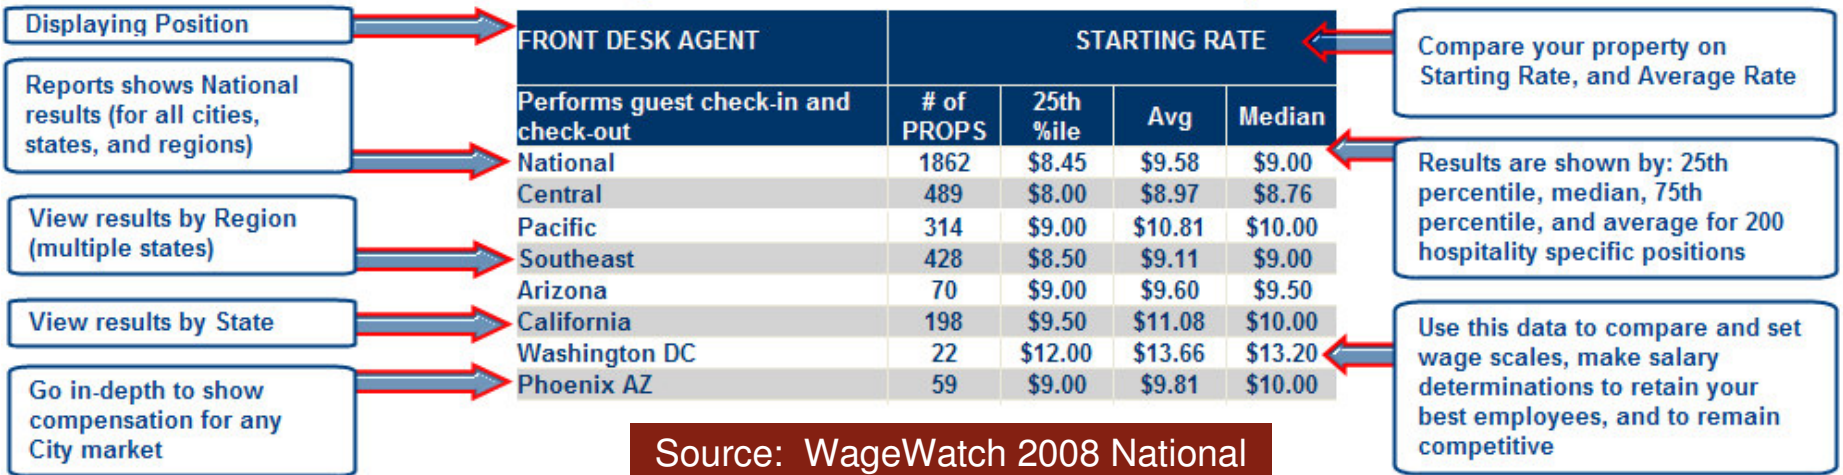 Displaying Position
Reports shows National
results (for all cities,
states, and regions)
View results by Region
(multiple states)
View results by State
Go in-depth to show
compensation for any
City market
FRONT DESK AGENT STARTING RATE
Performs guest check-in and
check-out
# of
PROPS
25th
%ile
Avg
Median
National 1862 $8.45 $9.58 $9.00
Central 489 $8.00 $8.97 $8.76
Pacific 314 $9.00 $10.81 $10.00
Southeast 428 $8.50 $9.11 $9.00
Arizona 70 $9.00 $9.60 $9.50
California 198 $9.50 $11.08 $10.00
Washington DC 22 $12.00 $13.66 $13.20
Phoenix AZ 59 $9.00 $9.81 $10.00
Compare your property on
Starting Rate, and Average Rate
Results are shown by: 25th
percentile, median, 75th
percentile, and average for 200
hospitality specific positions
Use this data to compare and set
wage scales, make salary
determinations to retain your
best employees, and to remain
competitive
Source: WageWatch 2008 National